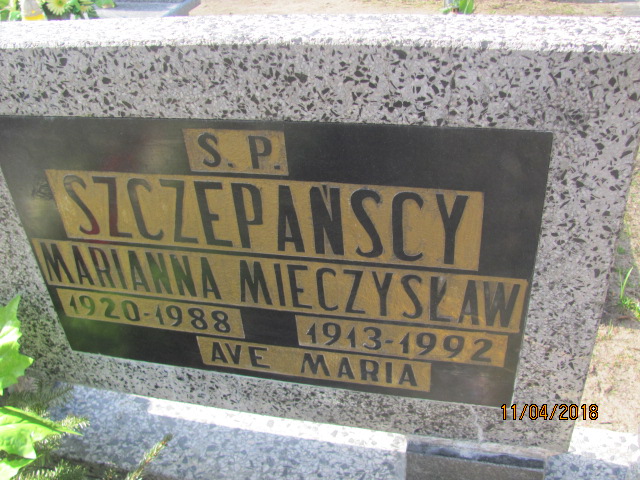 S. P.
SZCZEPAŃSCY
MARIANNA MIECZYSŁAW
1920-1988 1913-1992
AVE MARIA
11/04/2018